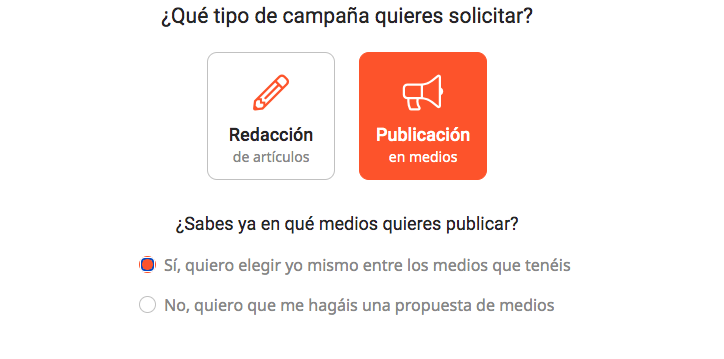 ¿Qué tipo de campaña quieres solicitar?
Redacción
de artículos
Publicación
en medios
¿Sabes ya en qué medios quieres publicar?
Sí, quiero elegir yo mismo entre los medios que tenéis
No, quiero que me hagáis una propuesta de medios